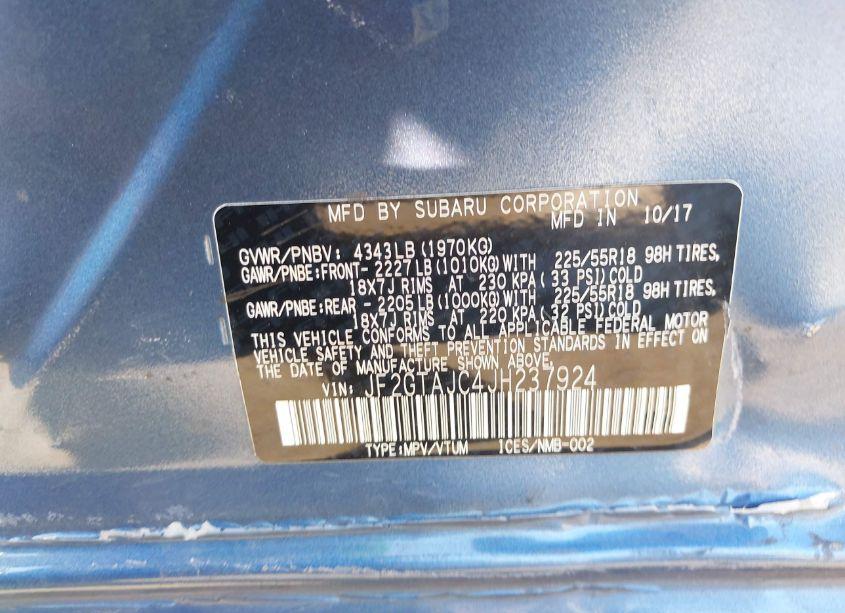 MFD BY SUBARU CORPORATION
MFD IN 10/17
GVWR/PNBV: 4343LB (1970KG)
GAWR/PNBE:FRONT- 2227LB (1010KG) WITH 225/55R18 98H TIRES,
18X7J RIMS AT 230 KPA( 33 PSI) COLD
GAWR/PNBE:REAR - 2205LB (1000KG) WITH 225/55R18 98H TIRES,
18X7J RIMS AT 220 KPA( 32 PSI) COLD
THIS VEHICLE CONFORMS TO ALL APPLICABLE FEDERAL MOTOR
VEHICLE SAFETY AND THEFT PREVENTION STANDARDS IN EFFECT ON
THE DATE OF MANUFACTURE SHOWN ABOVE.
VIN: JF2GTAJC4JH237924
TYPE:MPV/VTUM ICES/NMB-002